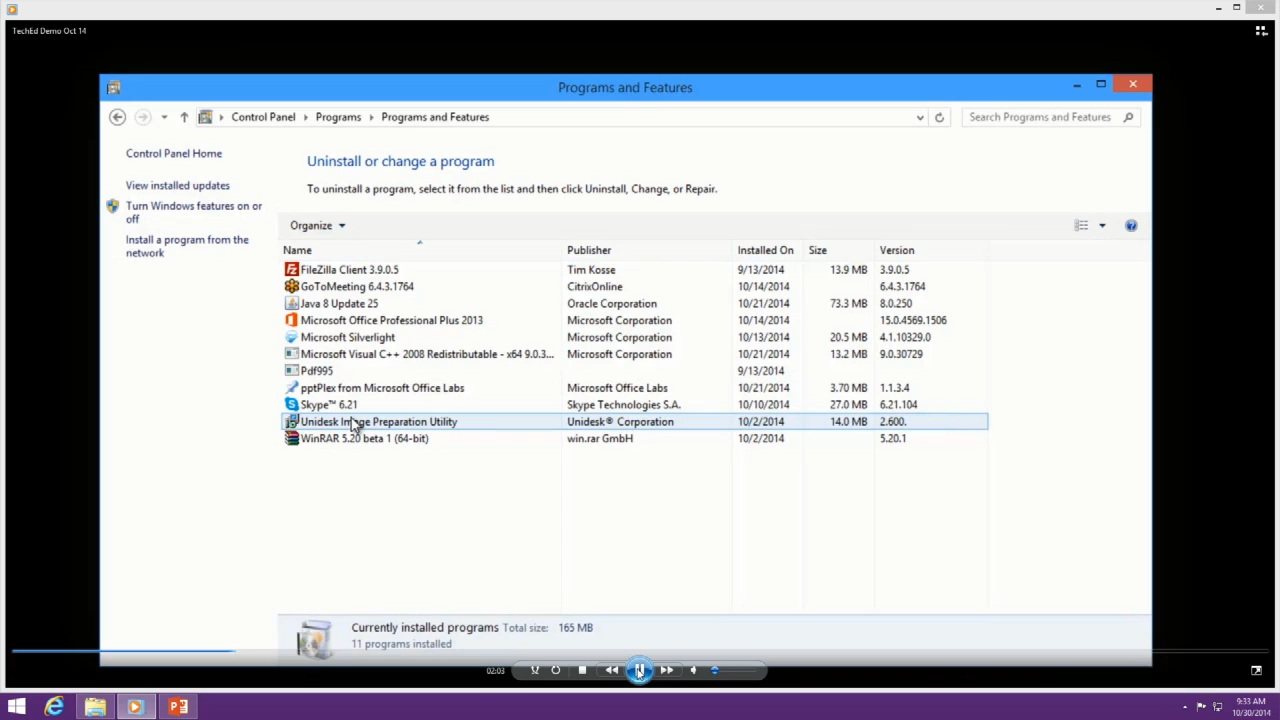 TechEd Demo Oct 14
Programs and Features
Control Panel Programs Programs and Features
Search Programs and Features
Control Panel Home
View installed updates
Turn Windows features on or
off
Install a program from the
network
Uninstall or change a program
To uninstall a program, select it from the list and then click Uninstall, Change, or Repair.
Organize
Name Publisher Installed On Size Version
FileZilla Client 3.9.0.5 Tim Kosse 9/13/2014 13.9 MB 3.9.0.5
GoToMeeting 6.4.3.1764 CitrixOnline 10/14/2014 6.4.3.1764
Java 8 Update 25 Oracle Corporation 10/21/2014 73.3 MB 8.0.250
Microsoft Office Professional Plus 2013 Microsoft Corporation 10/14/2014 15.0.4569.1506
Microsoft Silverlight Microsoft Corporation 10/13/2014 20.5 MB 4.1.10329.0
Microsoft Visual C++ 2008 Redistributable - x64 9.0.3... Microsoft Corporation 10/21/2014 13.2 MB 9.0.30729
Pdf995 9/13/2014
pptPlex from Microsoft Office Labs Microsoft Office Labs 10/21/2014 3.70 MB 1.1.3.4
Skype™ 6.21 Skype Technologies S.A. 10/10/2014 27.0 MB 6.21.104
Unidesk Image Preparation Utility Unidesk® Corporation 10/2/2014 14.0 MB 2.600.
WinRAR 5.20 beta 1 (64-bit) win.rar GmbH 10/2/2014 5.20.1
Currently installed programs Total size: 165 MB
11 programs installed
02:03
9:33 AM
10/30/2014